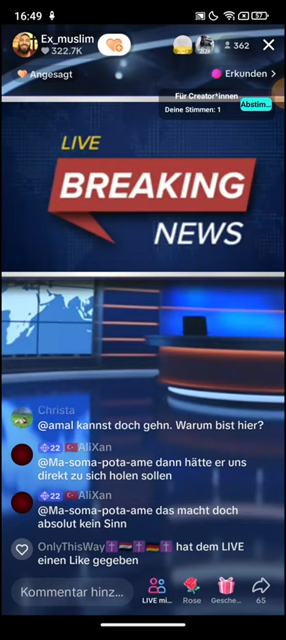 16:49
57
Ex_muslim
322.7K
362
Angesagt
Erkunden >
Für Creator*innen
Deine Stimmen: 1
Abstim...
LIVE
BREAKING
NEWS
Christa
@amal kannst doch gehn. Warum bist hier?
22 AliXan
@Ma-soma-pota-ame dann hätte er uns
direkt zu sich holen sollen
22 AliXan
@Ma-soma-pota-ame das macht doch
absolut kein Sinn
OnlyThisWay✝️🇪🇬✝️🇩🇪✝️ hat dem LIVE
einen Like gegeben
Kommentar hinz...
LIVE mi...
Rose
Gesche...
65